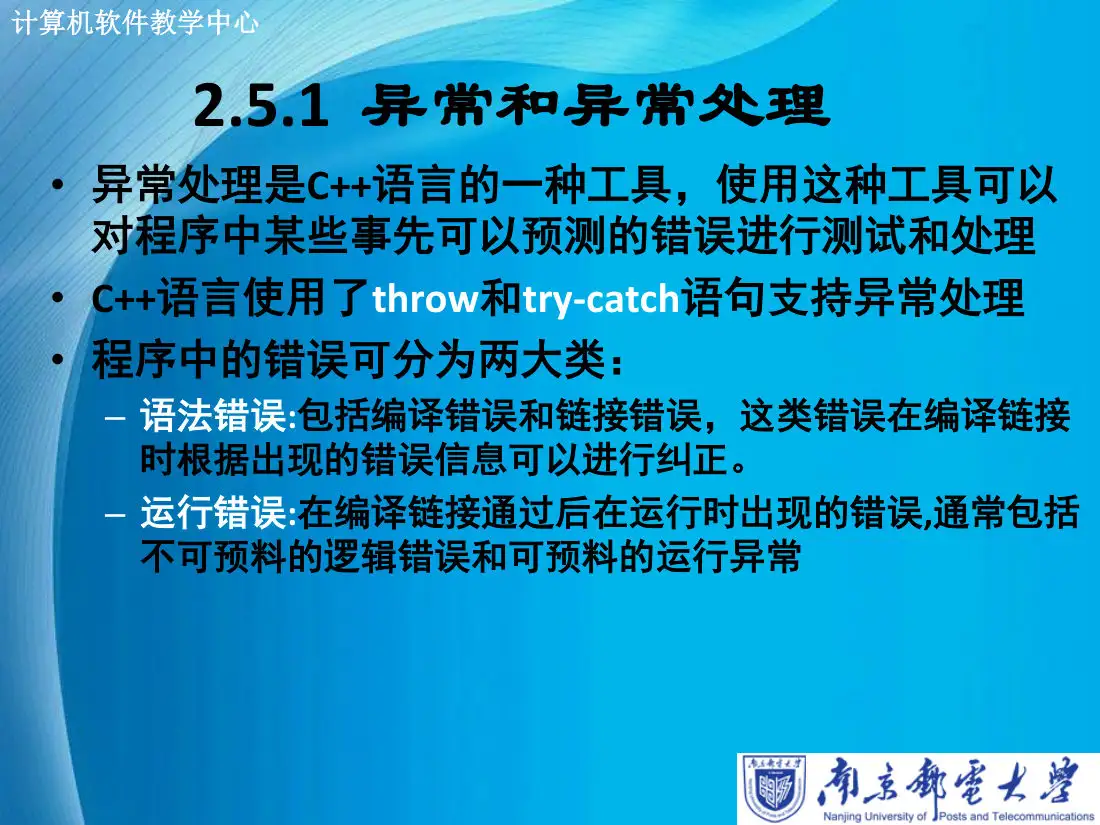 计算机软件教学中心
2.5.1 异常和异常处理
• 异常处理是C++语言的一种工具，使用这种工具可以
对程序中某些事先可以预测的错误进行测试和处理
• C++语言使用了throw和try-catch语句支持异常处理
• 程序中的错误可分为两大类：
– 语法错误:包括编译错误和链接错误，这类错误在编译链接
时根据出现的错误信息可以进行纠正。
– 运行错误:在编译链接通过后在运行时出现的错误,通常包括
不可预料的逻辑错误和可预料的运行异常
南京郵電大學
Nanjing University of Posts and Telecommunications